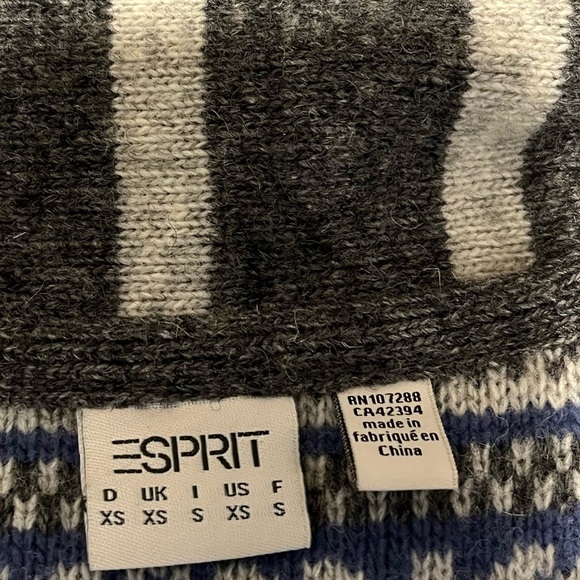 ESPRIT
D UK I US F
XS XS S XS S
RN107288
CA42394
made in
fabriqué en
China